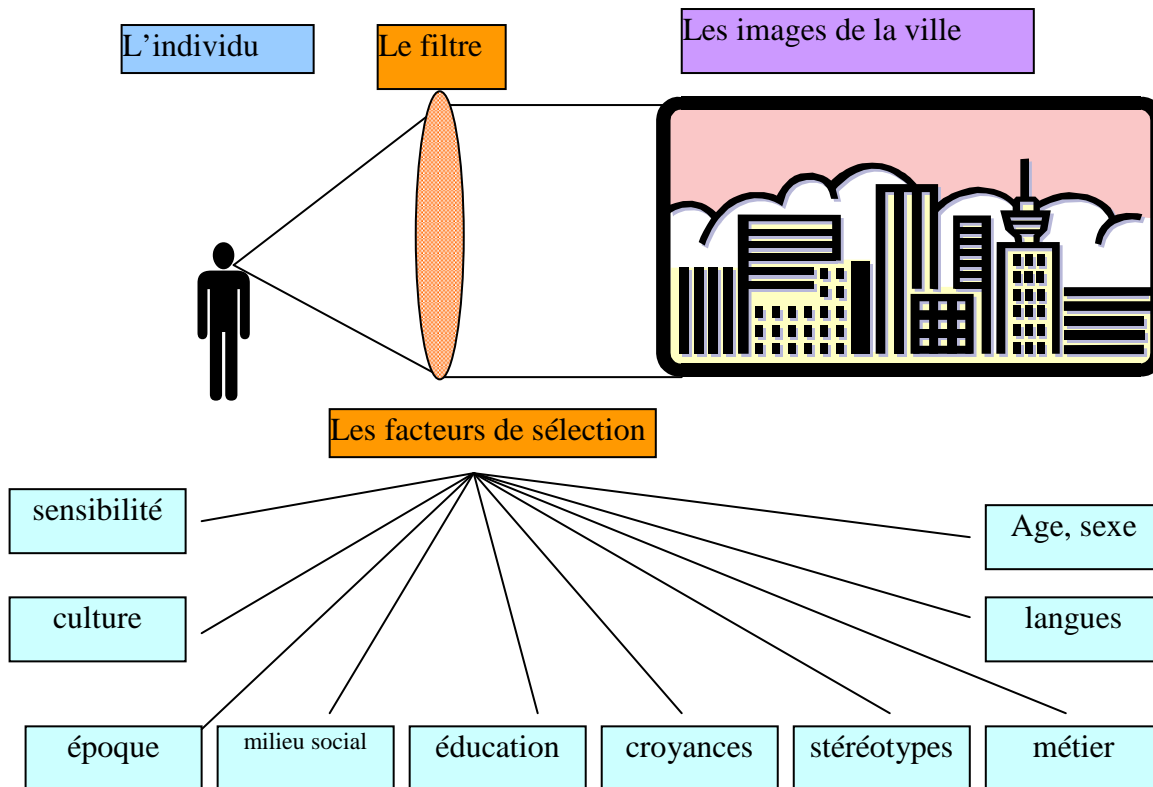 L'individu
Le filtre
Les images de la ville
Les facteurs de sélection
sensibilité
Age, sexe
culture
langues
époque
milieu social
éducation
croyances
stéréotypes
métier